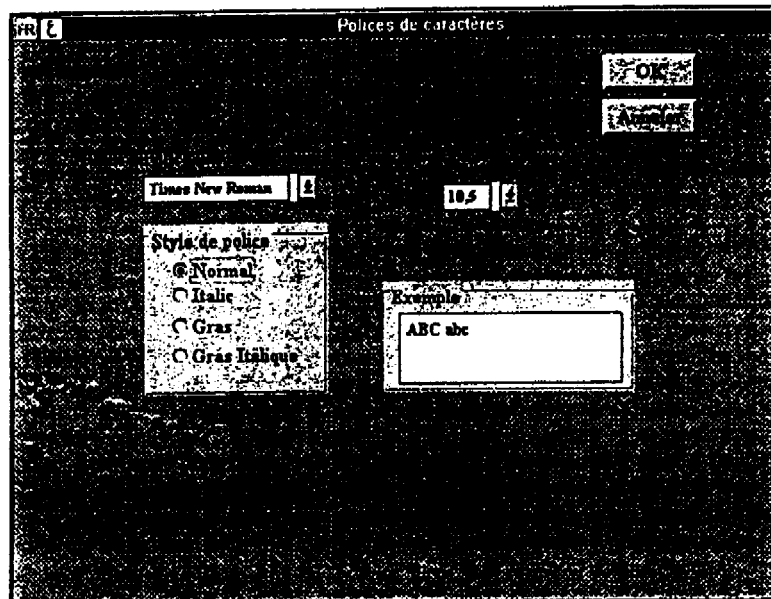 FR ع
Polices de caractères
OK
Annuler
Times New Roman
10,5
Style de police
Normal
Italic
Gras
Gras Italique
Exemple
ABC abc